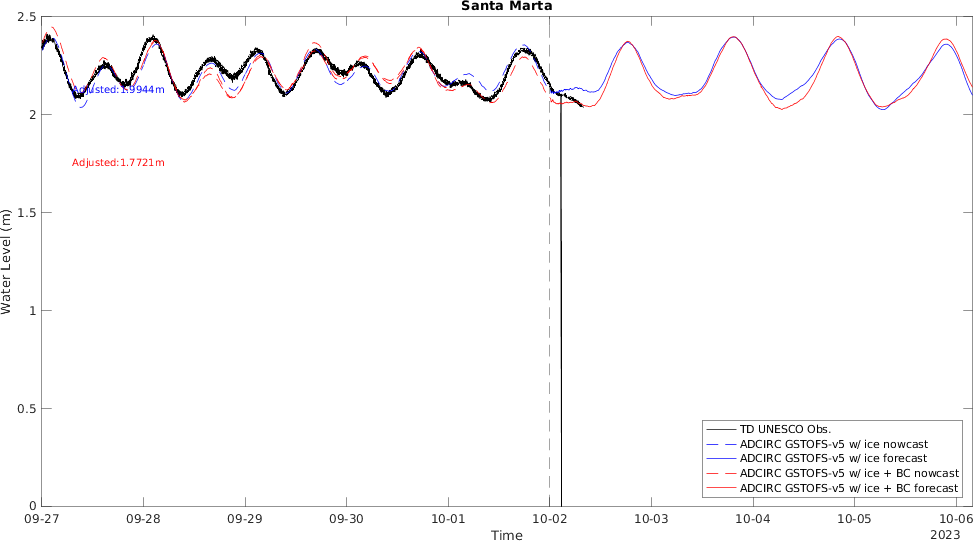 Santa Marta
2.5
2
1.5
1
0.5
0
Water Level (m)
Adjusted:1.9944m
Adjusted:1.7721m
TD UNESCO Obs.
ADCIRC GSTOFS-v5 w/ ice nowcast
ADCIRC GSTOFS-v5 w/ ice forecast
ADCIRC GSTOFS-v5 w/ ice + BC nowcast
ADCIRC GSTOFS-v5 w/ ice + BC forecast
09-27 09-28 09-29 09-30 10-01 10-02 10-03 10-04 10-05 10-06
Time
2023